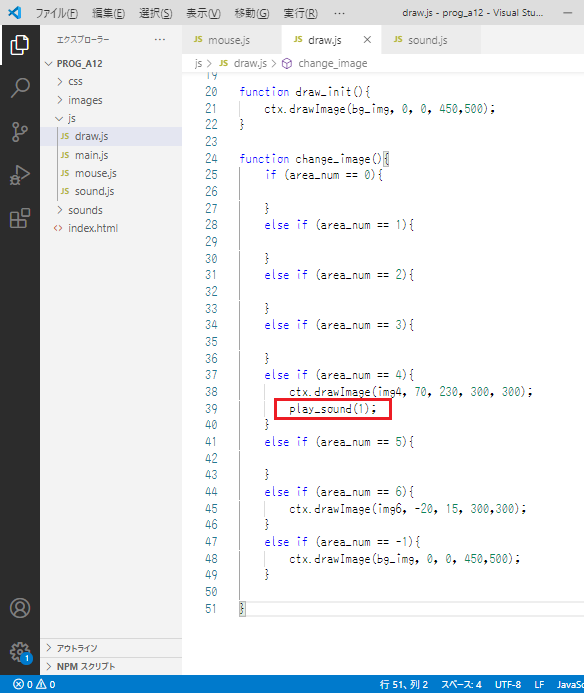 ファイル(F) 編集(E) 選択(S) 表示(V) 移動(G) 実行(R) ··· draw.js - prog_a12 - Visual Stu...
エクスプローラー ···
PROG_A12
css
images
js
JS draw.js
JS main.js
JS mouse.js
JS sound.js
sounds
<> index.html
アウトライン
NPM スクリプト
JS mouse.js JS draw.js × JS sound.js
js > JS draw.js > change_image
19
20 function draw_init(){
21 ctx.drawImage(bg_img, 0, 0, 450,500);
22 }
23
24 function change_image(){
25 if (area_num == 0){
26
27 }
28 else if (area_num == 1){
29
30 }
31 else if (area_num == 2){
32
33 }
34 else if (area_num == 3){
35
36 }
37 else if (area_num == 4){
38 ctx.drawImage(img4, 70, 230, 300, 300);
39 play_sound(1);
40 }
41 else if (area_num == 5){
42
43 }
44 else if (area_num == 6){
45 ctx.drawImage(img6, -20, 15, 300,300);
46 }
47 else if (area_num == -1){
48 ctx.drawImage(bg_img, 0, 0, 450,500);
49 }
50
51 }
1
0 0 行 51、列 2 スペース: 4 UTF-8 LF JavaSc